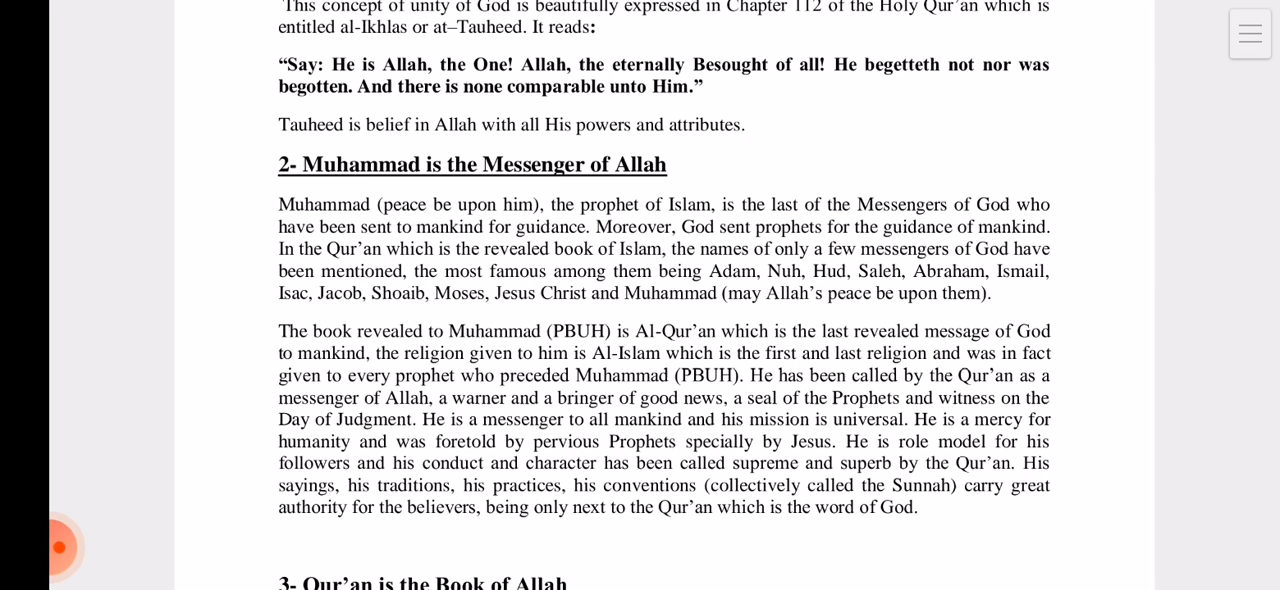 This concept of unity of God is beautifully expressed in Chapter 112 of the Holy Qur’an which is
entitled al-Ikhlas or at–Tauheed. It reads:
“Say: He is Allah, the One! Allah, the eternally Besought of all! He begetteth not nor was
begotten. And there is none comparable unto Him.”
Tauheed is belief in Allah with all His powers and attributes.
2- Muhammad is the Messenger of Allah
Muhammad (peace be upon him), the prophet of Islam, is the last of the Messengers of God who
have been sent to mankind for guidance. Moreover, God sent prophets for the guidance of mankind.
In the Qur’an which is the revealed book of Islam, the names of only a few messengers of God have
been mentioned, the most famous among them being Adam, Nuh, Hud, Saleh, Abraham, Ismail,
Isac, Jacob, Shoaib, Moses, Jesus Christ and Muhammad (may Allah’s peace be upon them).
The book revealed to Muhammad (PBUH) is Al-Qur’an which is the last revealed message of God
to mankind, the religion given to him is Al-Islam which is the first and last religion and was in fact
given to every prophet who preceded Muhammad (PBUH). He has been called by the Qur’an as a
messenger of Allah, a warner and a bringer of good news, a seal of the Prophets and witness on the
Day of Judgment. He is a messenger to all mankind and his mission is universal. He is a mercy for
humanity and was foretold by pervious Prophets specially by Jesus. He is role model for his
followers and his conduct and character has been called supreme and superb by the Qur’an. His
sayings, his traditions, his practices, his conventions (collectively called the Sunnah) carry great
authority for the believers, being only next to the Qur’an which is the word of God.
3- Qur’an is the Book of Allah